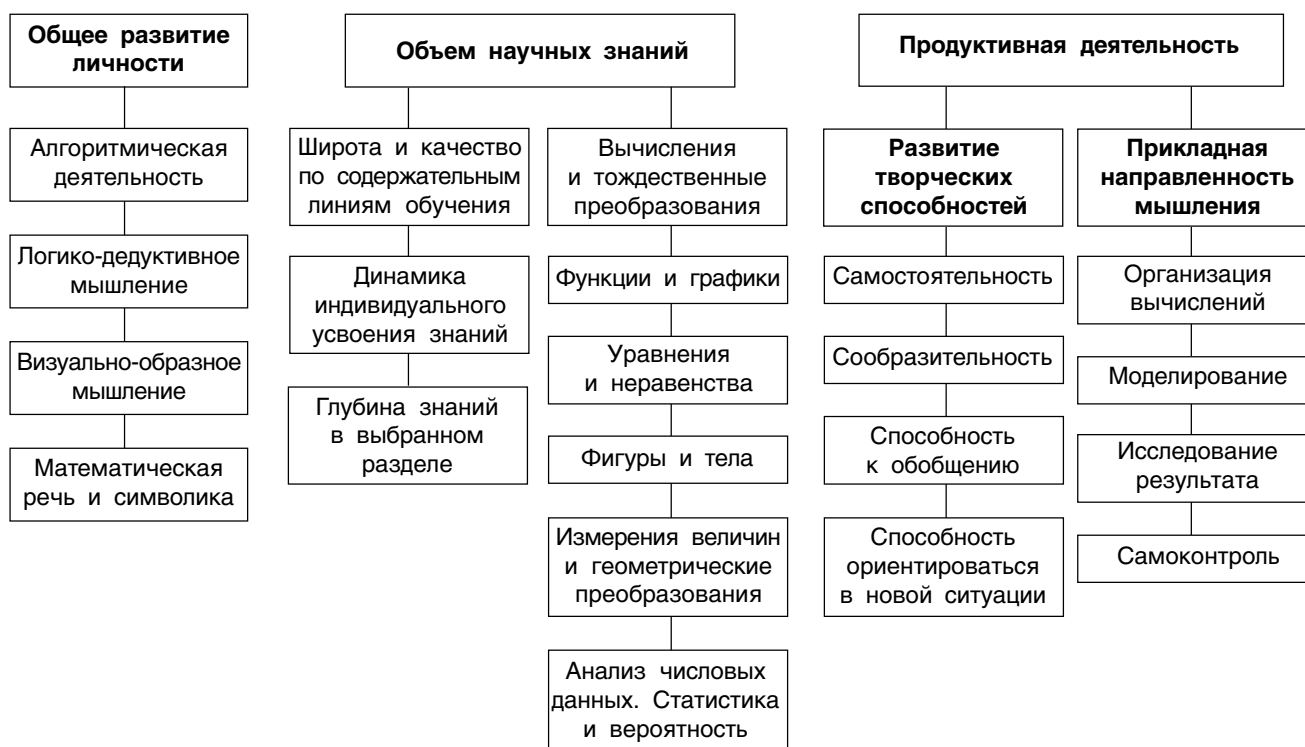 Общее развитие
личности
Алгоритмическая
деятельность
Логико-дедуктивное
мышление
Визуально-образное
мышление
Математическая
речь и символика
Объем научных знаний
Широта и качество
по содержательным
линиям обучения
Динамика
индивидуального
усвоения знаний
Глубина знаний
в выбранном
разделе
Вычисления
и тождественные
преобразования
Функции и графики
Уравнения
и неравенства
Фигуры и тела
Измерения величин
и геометрические
преобразования
Анализ числовых
данных. Статистика
и вероятность
Продуктивная деятельность
Развитие
творческих
способностей
Самостоятельность
Сообразительность
Способность
к обобщению
Способность
ориентироваться
в новой ситуации
Прикладная
направленность
мышления
Организация
вычислений
Моделирование
Исследование
результата
Самоконтроль